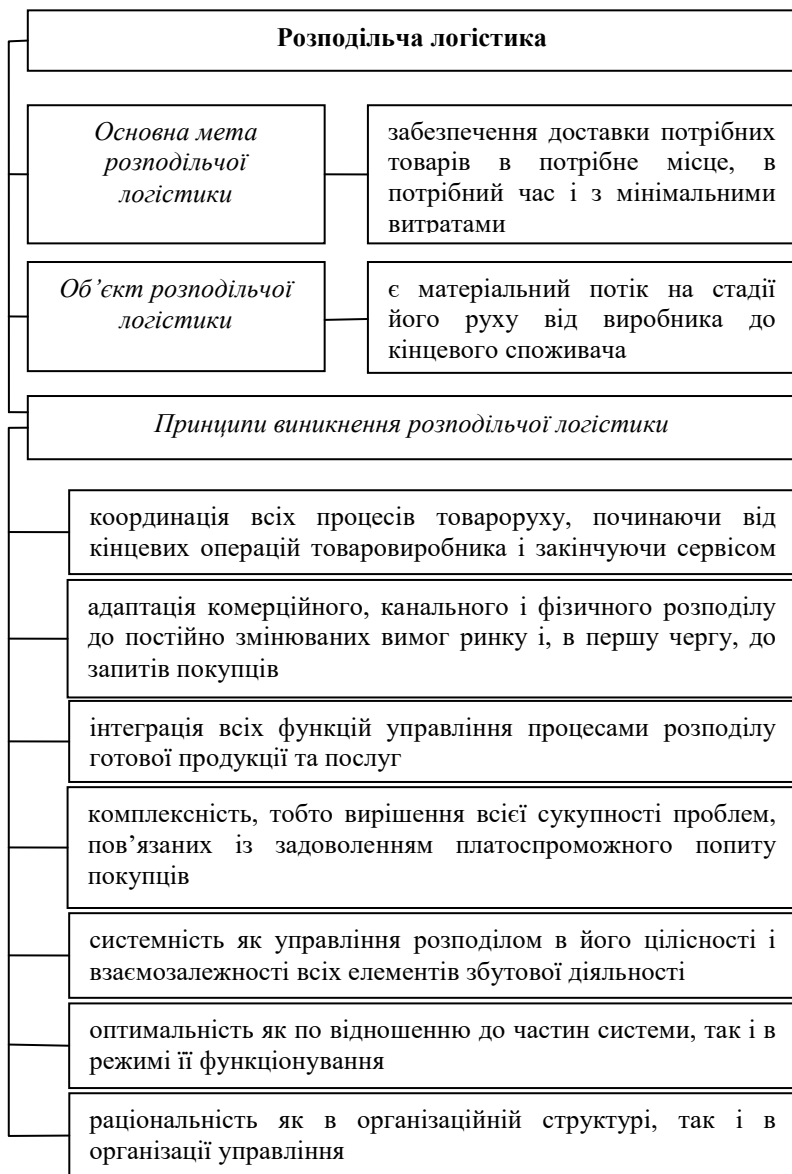 Розподільча логістика
Основна мета
розподільчої
логістики
забезпечення доставки потрібних
товарів в потрібне місце, в
потрібний час і з мінімальними
витратами
Об’єкт розподільчої
логістики
є матеріальний потік на стадії
його руху від виробника до
кінцевого споживача
Принципи виникнення розподільчої логістики
координація всіх процесів товароруху, починаючи від
кінцевих операцій товаровиробника і закінчуючи сервісом
адаптація комерційного, канального і фізичного розподілу
до постійно змінюваних вимог ринку і, в першу чергу, до
запитів покупців
інтеграція всіх функцій управління процесами розподілу
готової продукції та послуг
комплексність, тобто вирішення всієї сукупності проблем,
пов’язаних із задоволенням платоспроможного попиту
покупців
системність як управління розподілом в його цілісності і
взаємозалежності всіх елементів збутової діяльності
оптимальність як по відношенню до частин системи, так і в
режимі її функціонування
раціональність як в організаційній структурі, так і в
організації управління